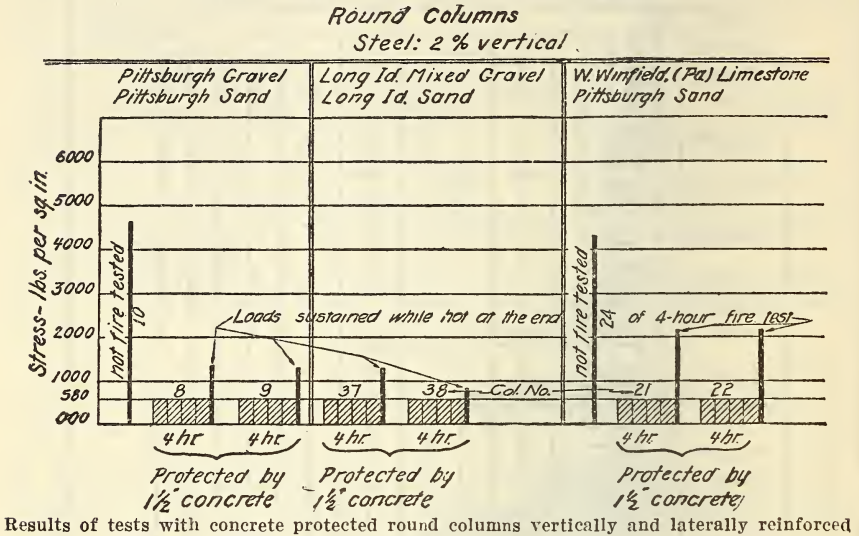 Round Columns
Steel: 2 % vertical
Pittsburgh Gravel
Pittsburgh Sand
Long Id. Mixed Gravel
Long Id. Sand
W. Winfield, (Pa) Limestone
Pittsburgh Sand
Stress-lbs. per sq. in.
6000
5000
4000
3000
2000
1000
580
000
not fire tested
10
not fire tested
24
Loads sustained while hot at the end of 4-hour fire test
8
9
37
38
Col. No.
21
22
4 hr.
4 hr.
4 hr.
4 hr.
4 hr.
4 hr.
Protected by
1½" concrete
Protected by
1½" concrete
Protected by
1½" concrete
Results of tests with concrete protected round columns vertically and laterally reinforced